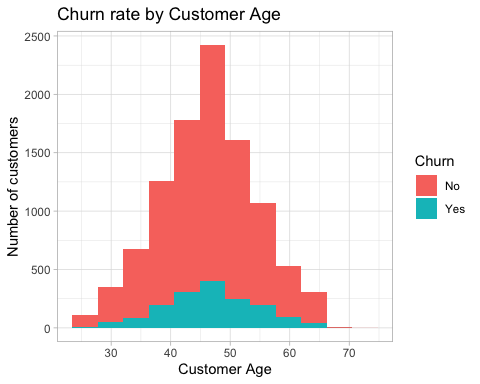 Churn rate by Customer Age
2500
2000
1500
1000
500
0
Number of customers
30 40 50 60 70
Customer Age
Churn
No
Yes